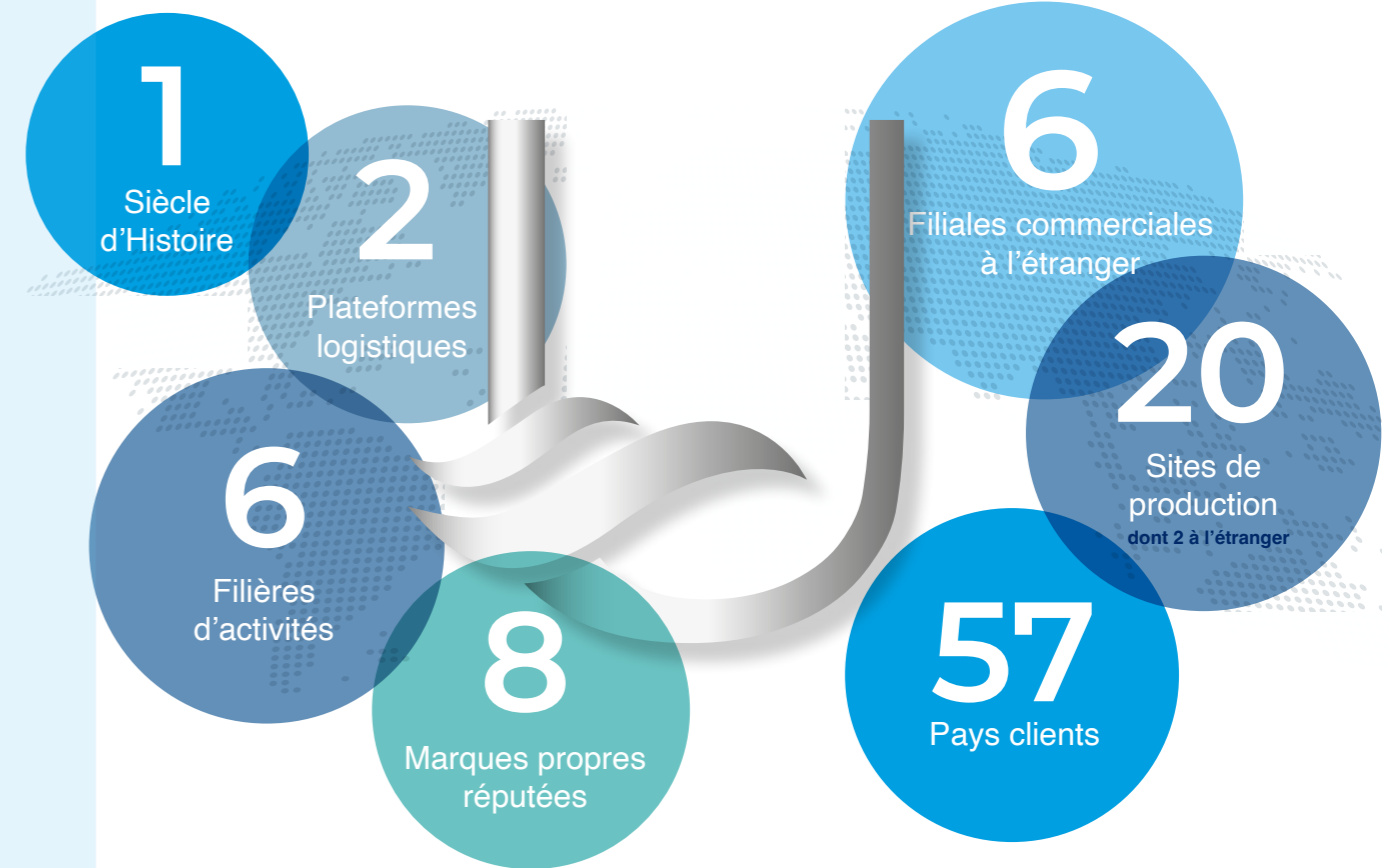 1
Siècle
d'Histoire
2
Plateformes
logistiques
6
Filières
d'activités
8
Marques propres
réputées
6
Filiales commerciales
à l'étranger
20
Sites de
production
dont 2 à l'étranger
57
Pays clients